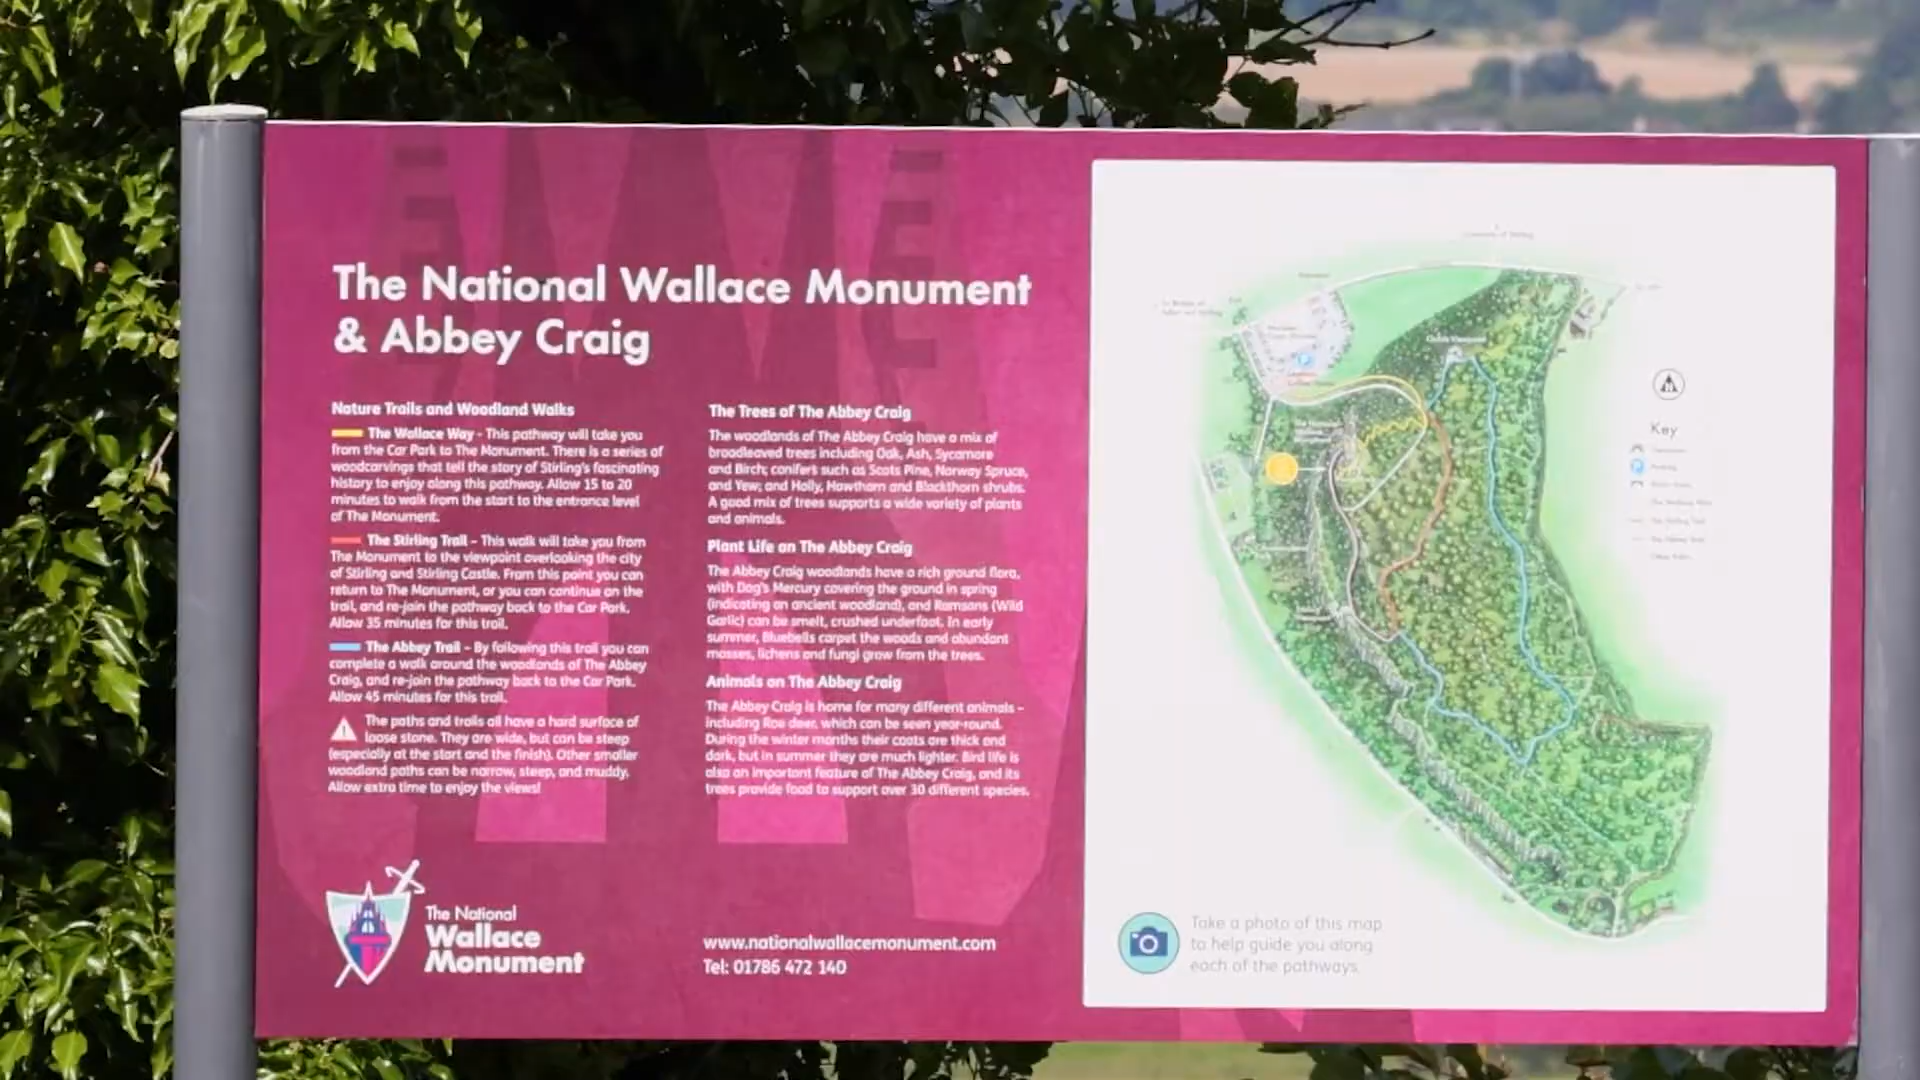 The National Wallace Monument
& Abbey Craig
Nature Trails and Woodland Walks
The Wallace Way - This pathway will take you
from the Car Park to The Monument. There is a series of
woodcarvings that tell the story of Stirling's fascinating
history to enjoy along this pathway. Allow 15 to 20
minutes to walk from the start to the entrance level
of The Monument.
The Stirling Trail - This walk will take you from
The Monument to the viewpoint overlooking the city
of Stirling and Stirling Castle. From this point you can
return to The Monument, or you can continue on the
trail, and re-join the pathway back to the Car Park.
Allow 35 minutes for this trail.
The Abbey Trail - By following this trail you can
complete a walk around the woodlands of The Abbey
Craig, and re-join the pathway back to the Car Park.
Allow 45 minutes for this trail.
The paths and trails all have a hard surface of
loose stone. They are wide, but can be steep
(especially at the start and the finish). Other smaller
woodland paths can be narrow, steep, and muddy.
Allow extra time to enjoy the views!
The Trees of The Abbey Craig
The woodlands of The Abbey Craig have a mix of
broadleaved trees including Oak, Ash, Sycamore
and Birch; conifers such as Scots Pine, Norway Spruce,
and Yew; and Holly, Hawthorn and Blackthorn shrubs.
A good mix of trees supports a wide variety of plants
and animals.
Plant Life on The Abbey Craig
The Abbey Craig woodlands have a rich ground flora,
with Dog's Mercury covering the ground in spring
(indicating an ancient woodland), and Ramsons (Wild
Garlic) can be smelt, crushed underfoot. In early
summer, Bluebells carpet the woods and abundant
mosses, lichens and fungi grow from the trees.
Animals on The Abbey Craig
The Abbey Craig is home for many different animals -
including Roe deer, which can be seen year-round.
During the winter months their coats are thick and
dark, but in summer they are much lighter. Bird life is
also an important feature of The Abbey Craig, and its
trees provide food to support over 30 different species.
The National
Wallace
Monument
www.nationalwallacemonument.com
Tel: 01786 472 140
Key
Parking
Take a photo of this map
to help guide you along
each of the pathways.